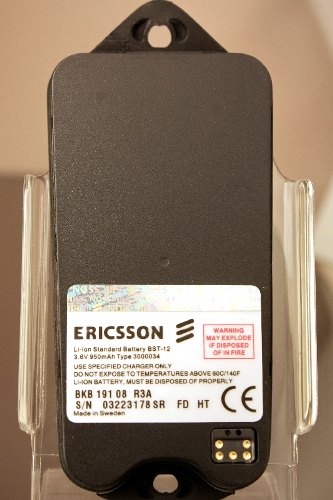 ERICSSON
Li-Ion Standard Battery BST-12
3.6V 950mAh Type 3000034
WARNING
MAY EXPLODE
IF DISPOSED
OF IN FIRE
USE SPECIFIED CHARGER ONLY
DO NOT EXPOSE TO TEMPERATURES ABOVE 60C/140F
LI-ION BATTERY, MUST BE DISPOSED OF PROPERLY
BKB 191 08 R3A
S/N 03223178 SR FD HT CE
Made in Sweden